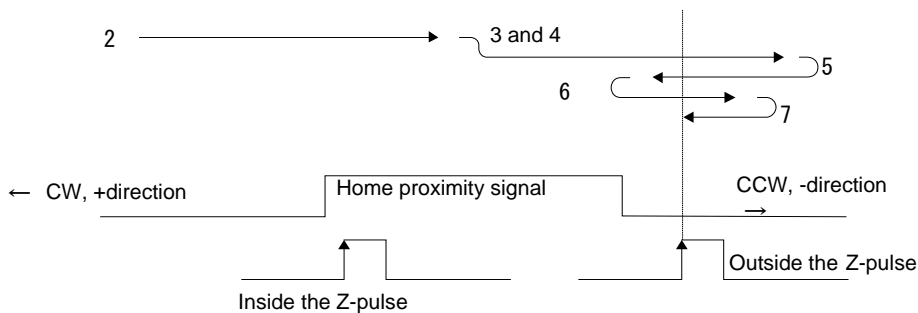 2
3 and 4
5
6
7
← CW, +direction
Home proximity signal
CCW, -direction
→
Outside the Z-pulse
Inside the Z-pulse